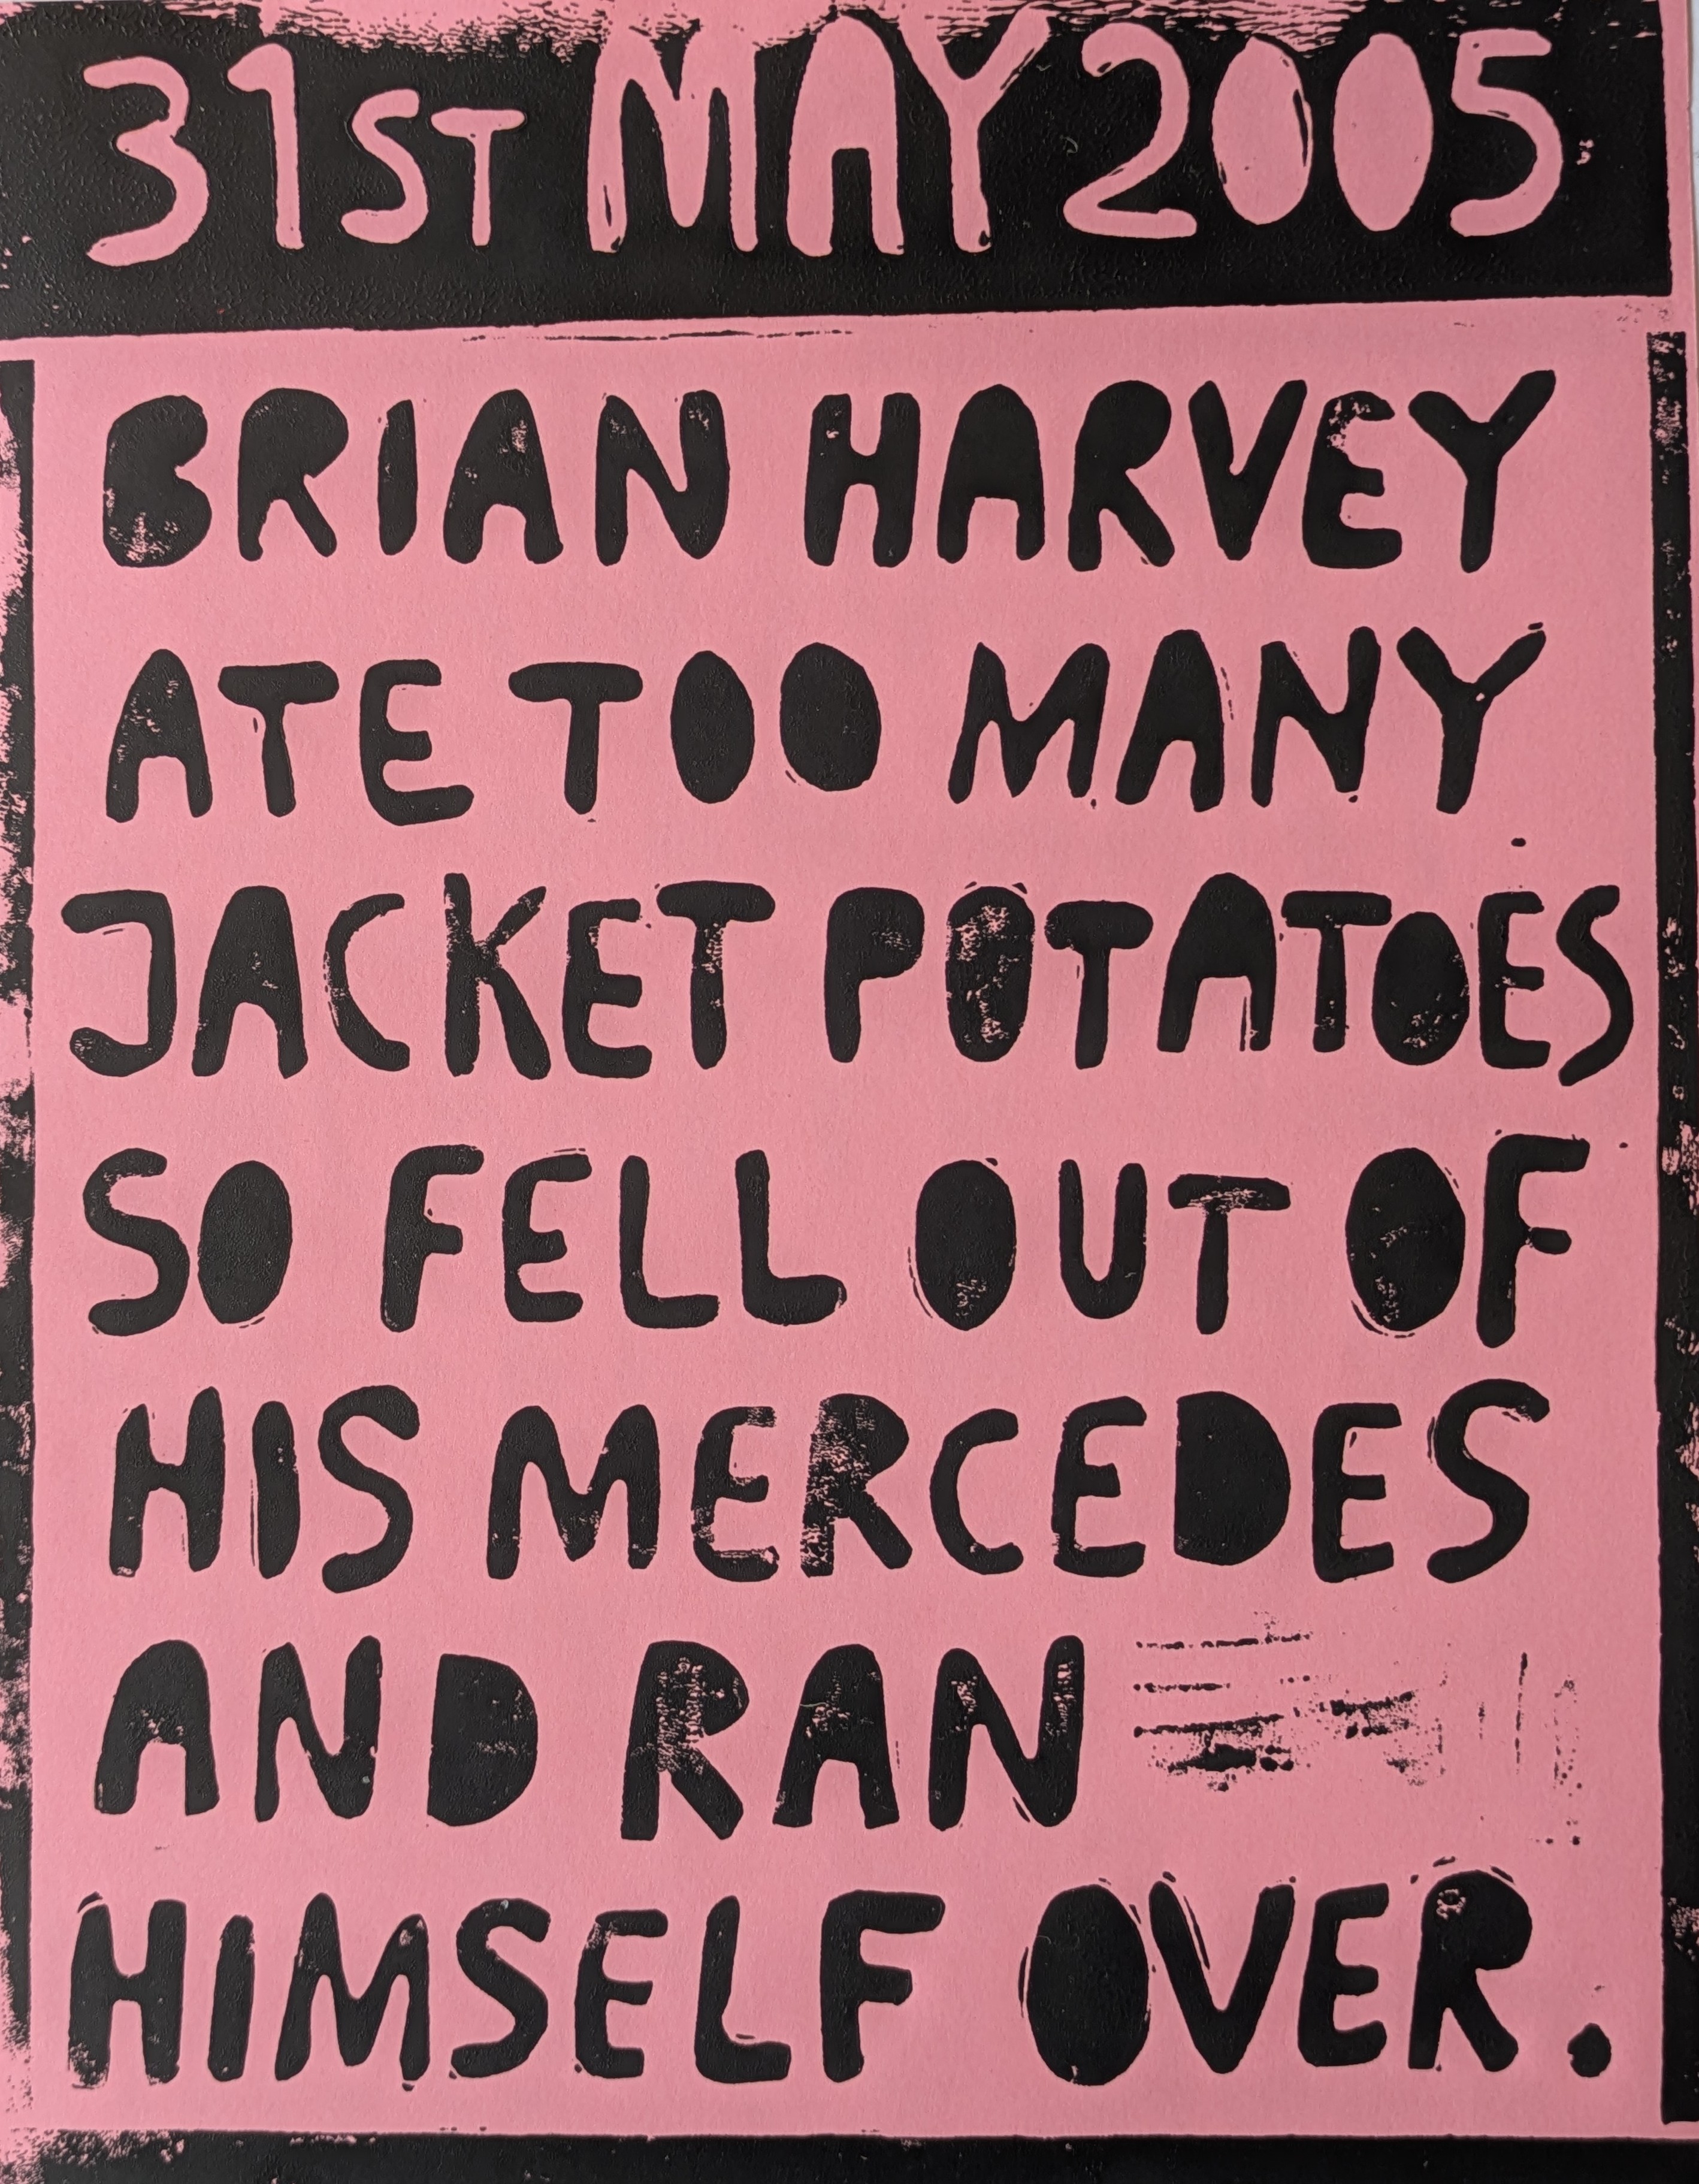 31ST MAY 2005
BRIAN HARVEY
ATE TOO MANY
JACKET POTATOES
SO FELL OUT OF
HIS MERCEDES
AND RAN
HIMSELF OVER.